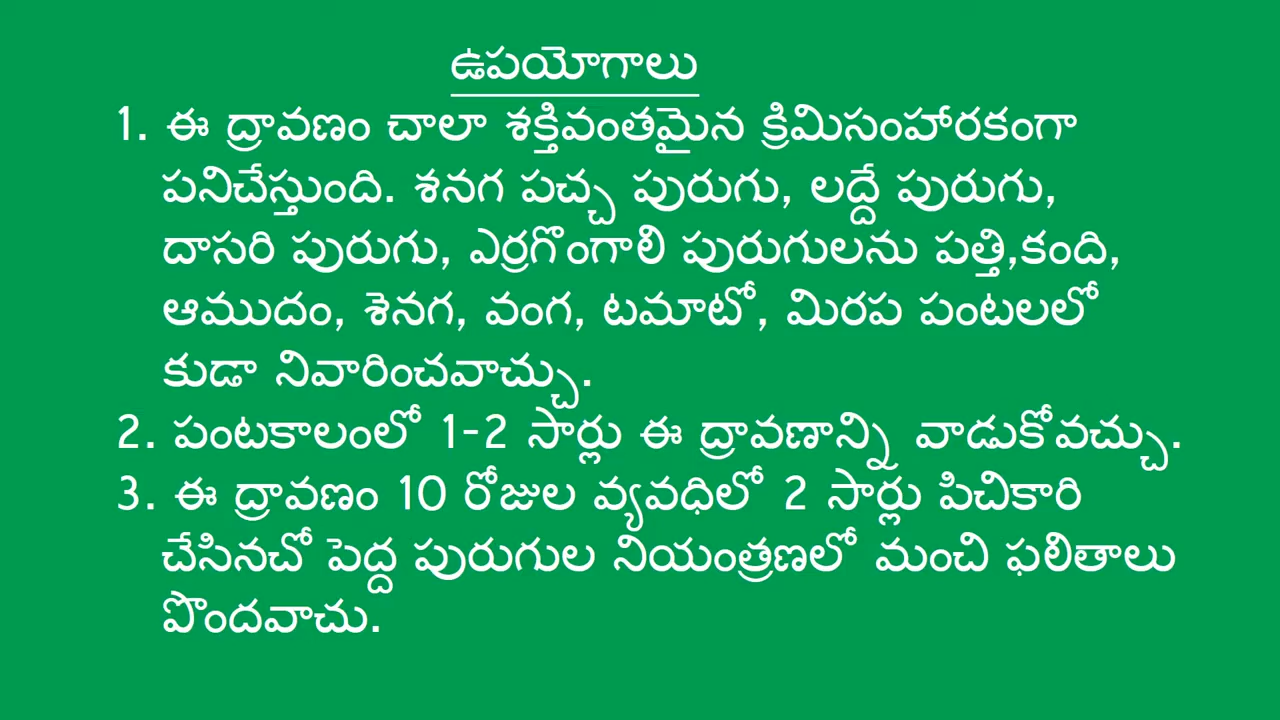 ఉపయోగాలు
1. ఈ ద్రావణం చాలా శక్తివంతమైన క్రిమిసంహారకంగా
పనిచేస్తుంది. శనగ పచ్చ పురుగు, లద్దే పురుగు,
దాసరి పురుగు, ఎర్రగొంగాలి పురుగులను పత్తి,కంది,
ఆముదం, శెనగ, వంగ, టమాటో, మిరప పంటలలో
కుడా నివారించవాచ్చు.
2. పంటకాలంలో 1-2 సార్లు ఈ ద్రావణాన్ని వాడుకోవచ్చు.
3. ఈ ద్రావణం 10 రోజుల వ్యవధిలో 2 సార్లు పిచికారి
చేసినచో పెద్ద పురుగుల నియంత్రణలో మంచి ఫలితాలు
పొందవాచు.